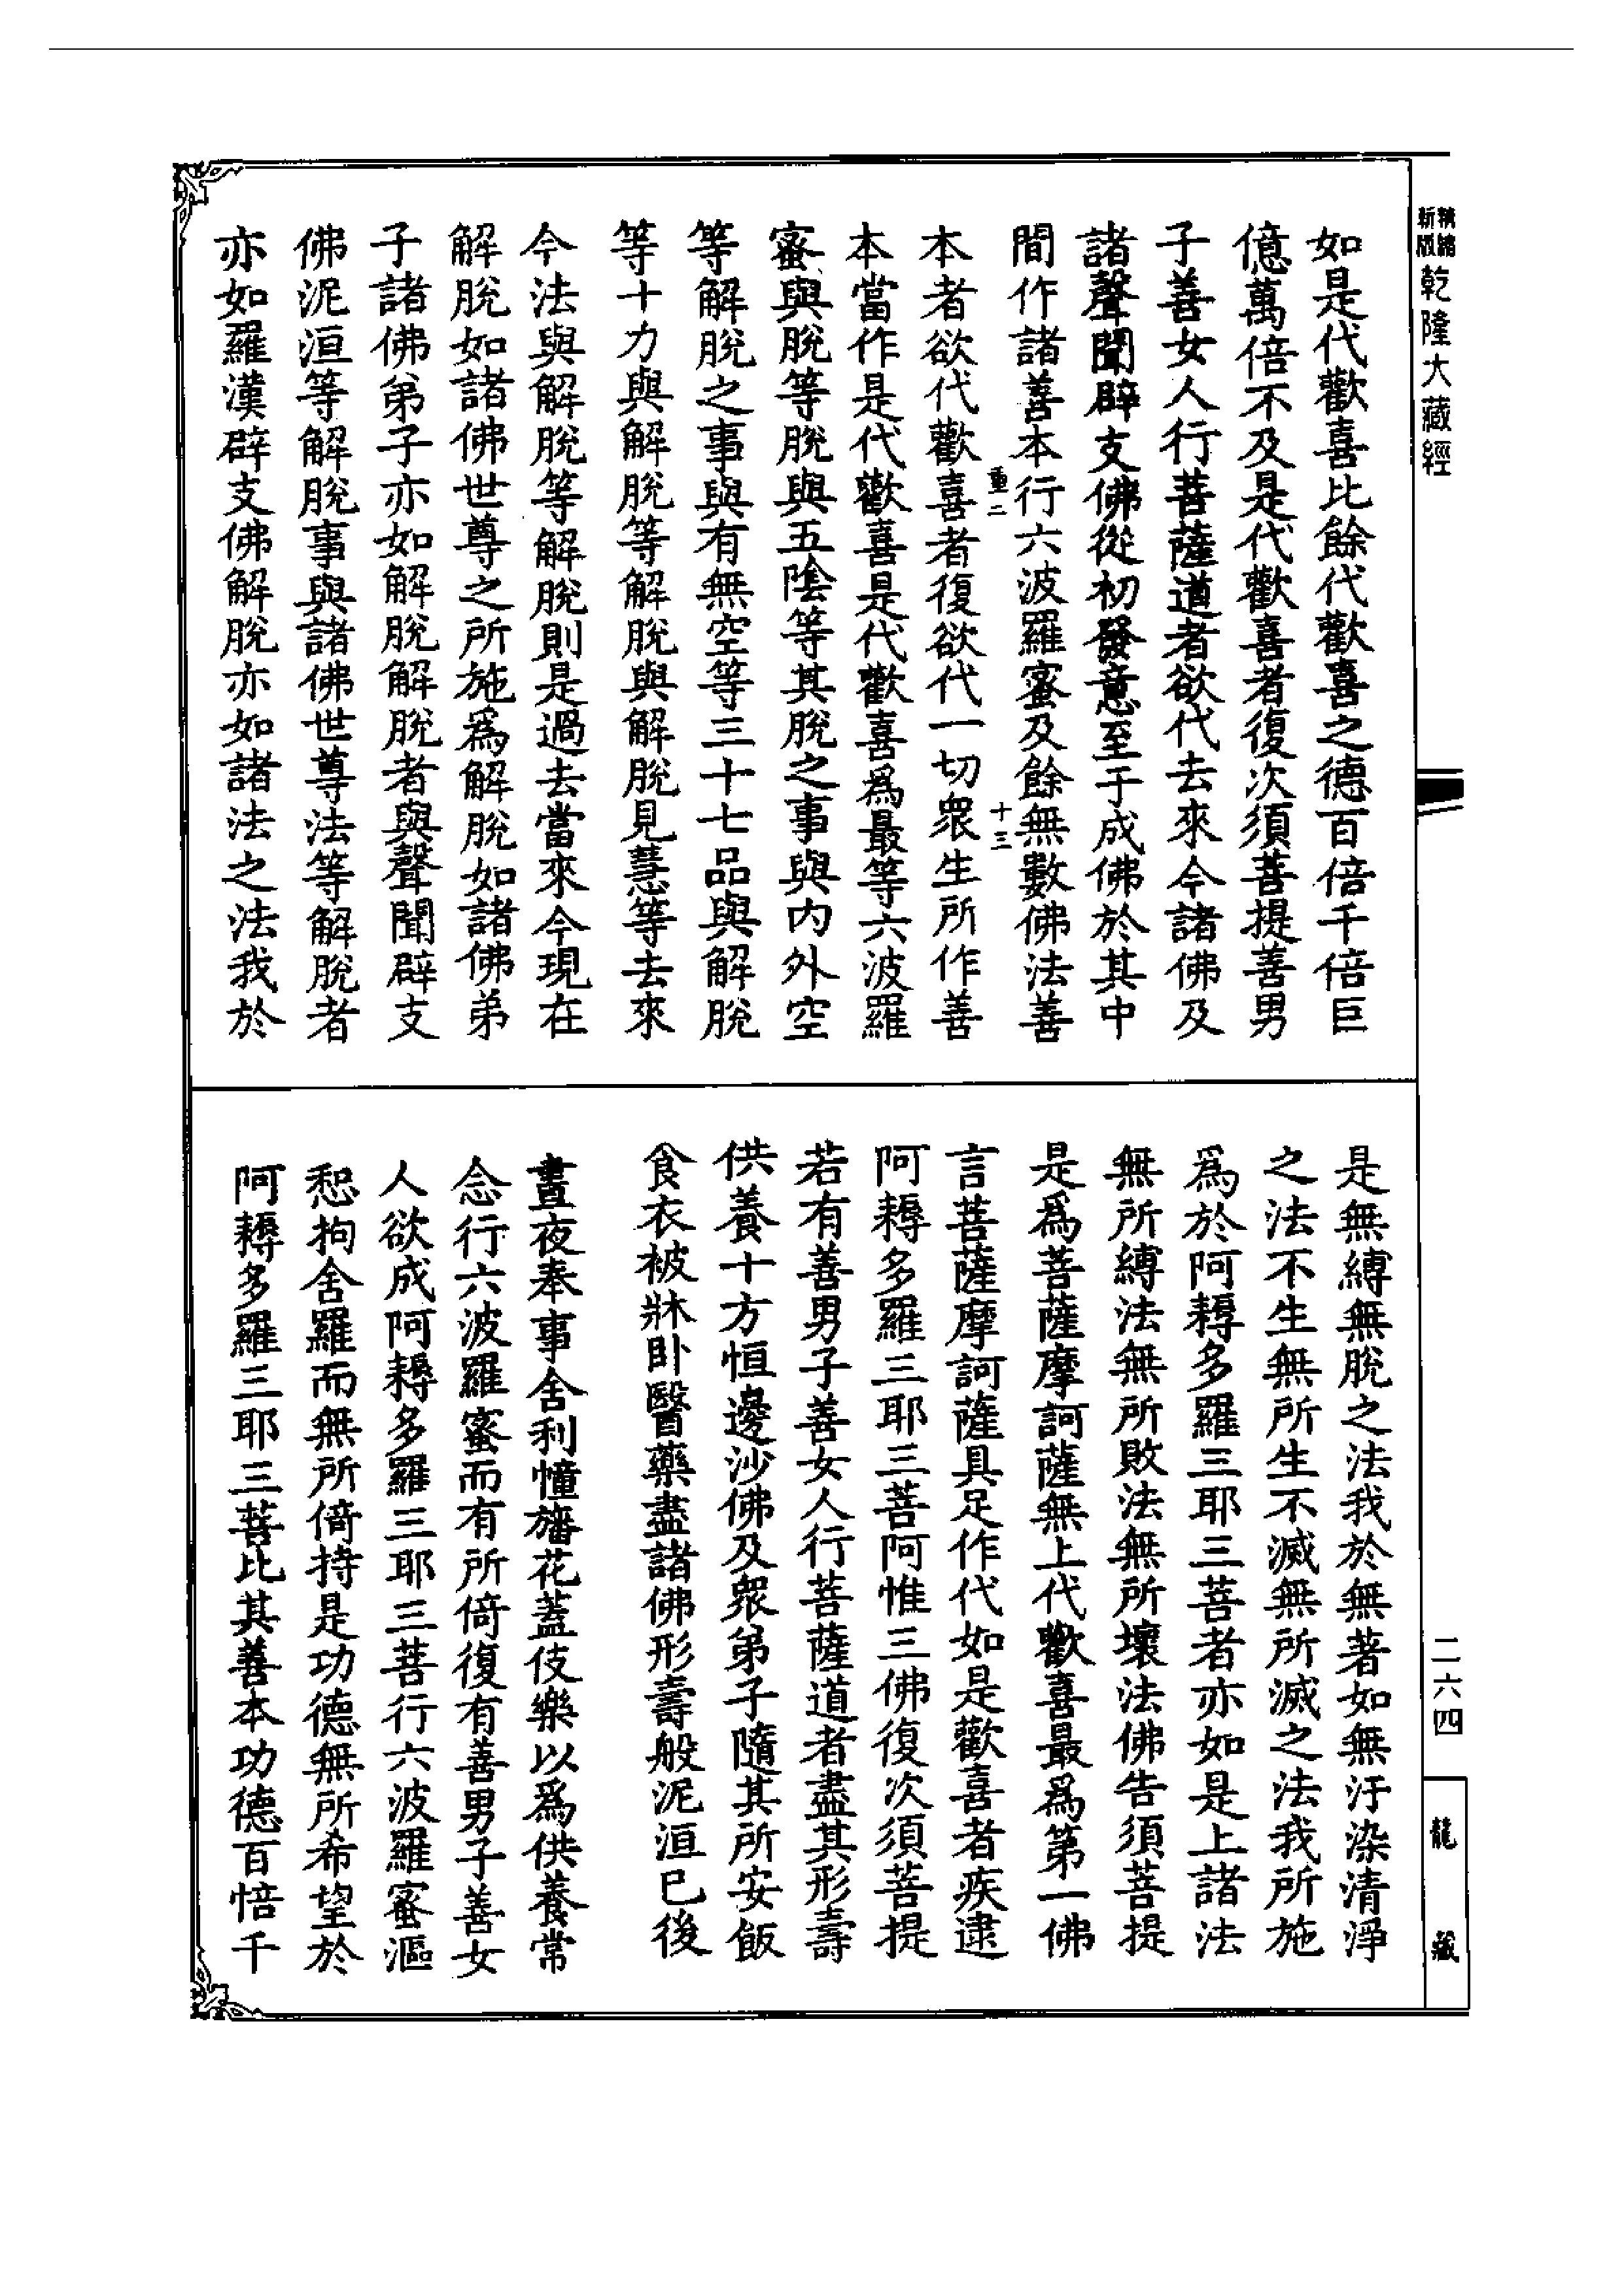 精縮
新版
乾隆大藏經
如是代歡喜比餘代歡喜之德百倍千倍巨
億萬倍不及是代歡喜者復次須菩提善男
子善女人行菩薩道者欲代去來今諸佛及
諸聲聞辟支佛從初發意至于成佛於其中
間作諸善本行六波羅蜜及餘無數佛法善
重二
十三
本者欲代歡喜者復欲代一切衆生所作善
本當作是代歡喜是代歡喜爲最等六波羅
蜜與脫等脫與五陰等其脫之事與内外空
等解脫之事與有無空等三十七品與解脫
等十力與解脫等解脫與解脫見慧等去來
今法與解脫等解脫則是過去當來今現在
解脫如諸佛世尊之所施爲解脫如諸佛弟
子諸佛弟子亦如解脫解脫者與聲聞辟支
佛泥洹等解脫事與諸佛世尊法等解脫者
亦如羅漢辟支佛解脫亦如諸法之法我於
是無縛無脫之法我於無著如無汙染清淨
之法不生無所生不滅無所滅之法我所施
爲於阿耨多羅三耶三菩者亦如是上諸法
無所縛法無所敗法無所壞法佛告須菩提
是爲菩薩摩訶薩無上代歡喜最爲第一佛
言菩薩摩訶薩具足作代如是歡喜者疾逮
阿耨多羅三耶三菩阿惟三佛復次須菩提
若有善男子善女人行菩薩道者盡其形壽
供養十方恒邊沙佛及衆弟子隨其所安飯
食衣被牀卧醫藥盡諸佛形壽般泥洹已後
晝夜奉事舍利幢旛花蓋伎樂以爲供養常
念行六波羅蜜而有所倚復有善男子善女
人欲成阿耨多羅三耶三菩行六波羅蜜漚
惒拘舍羅而無所倚持是功德無所希望於
阿耨多羅三耶三菩比其善本功德百倍千
二六四
龍
藏